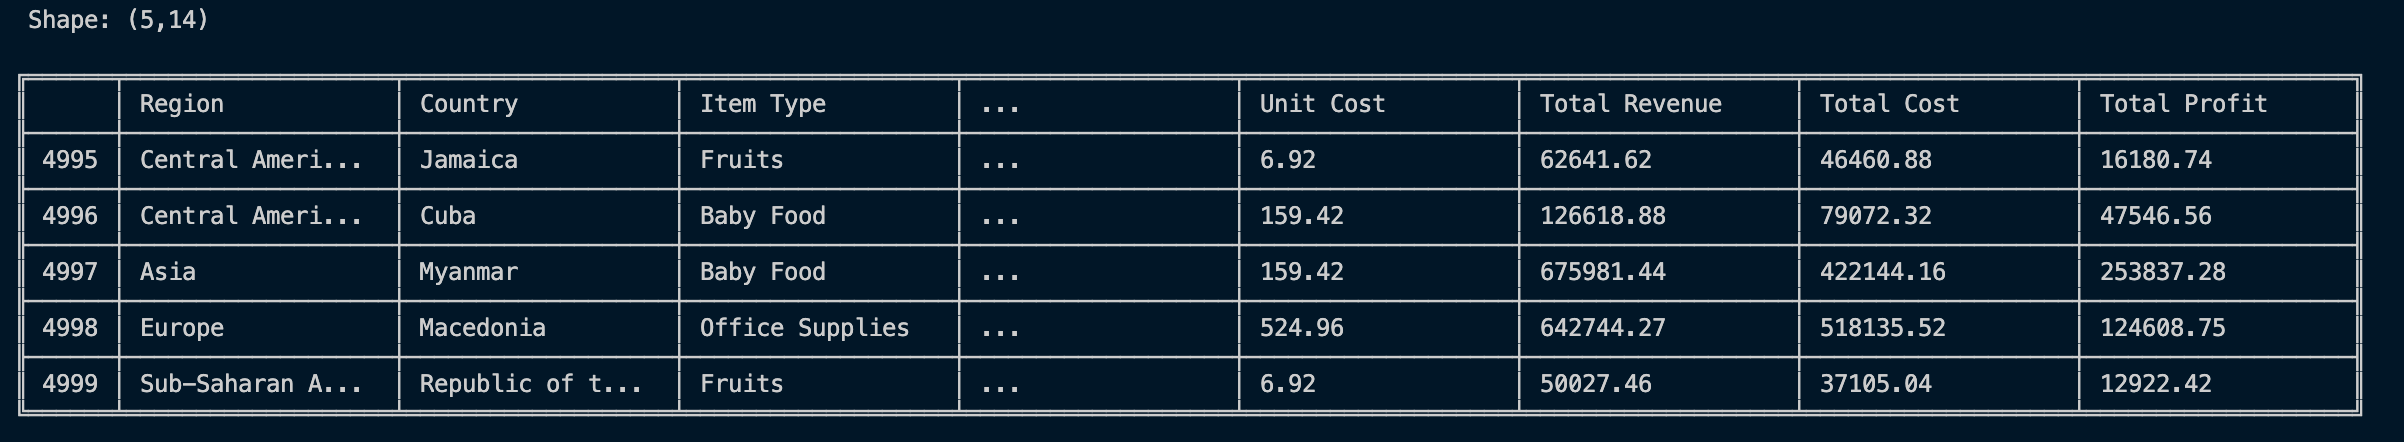 Shape: (5,14)
Region Country Item Type ... Unit Cost Total Revenue Total Cost Total Profit
4995 Central Ameri... Jamaica Fruits ... 6.92 62641.62 46460.88 16180.74
4996 Central Ameri... Cuba Baby Food ... 159.42 126618.88 79072.32 47546.56
4997 Asia Myanmar Baby Food ... 159.42 675981.44 422144.16 253837.28
4998 Europe Macedonia Office Supplies ... 524.96 642744.27 518135.52 124608.75
4999 Sub-Saharan A... Republic of t... Fruits ... 6.92 50027.46 37105.04 12922.42